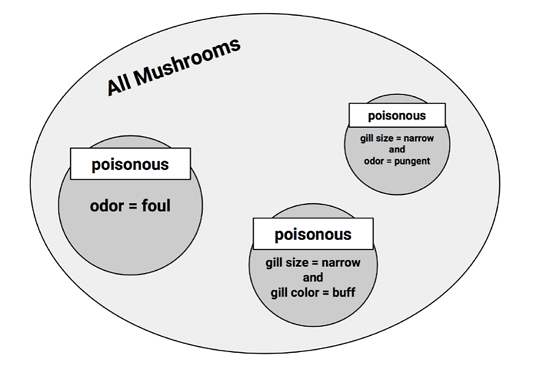 All Mushrooms
poisonous
gill size = narrow
and
odor = pungent
poisonous
odor = foul
poisonous
gill size = narrow
and
gill color = buff